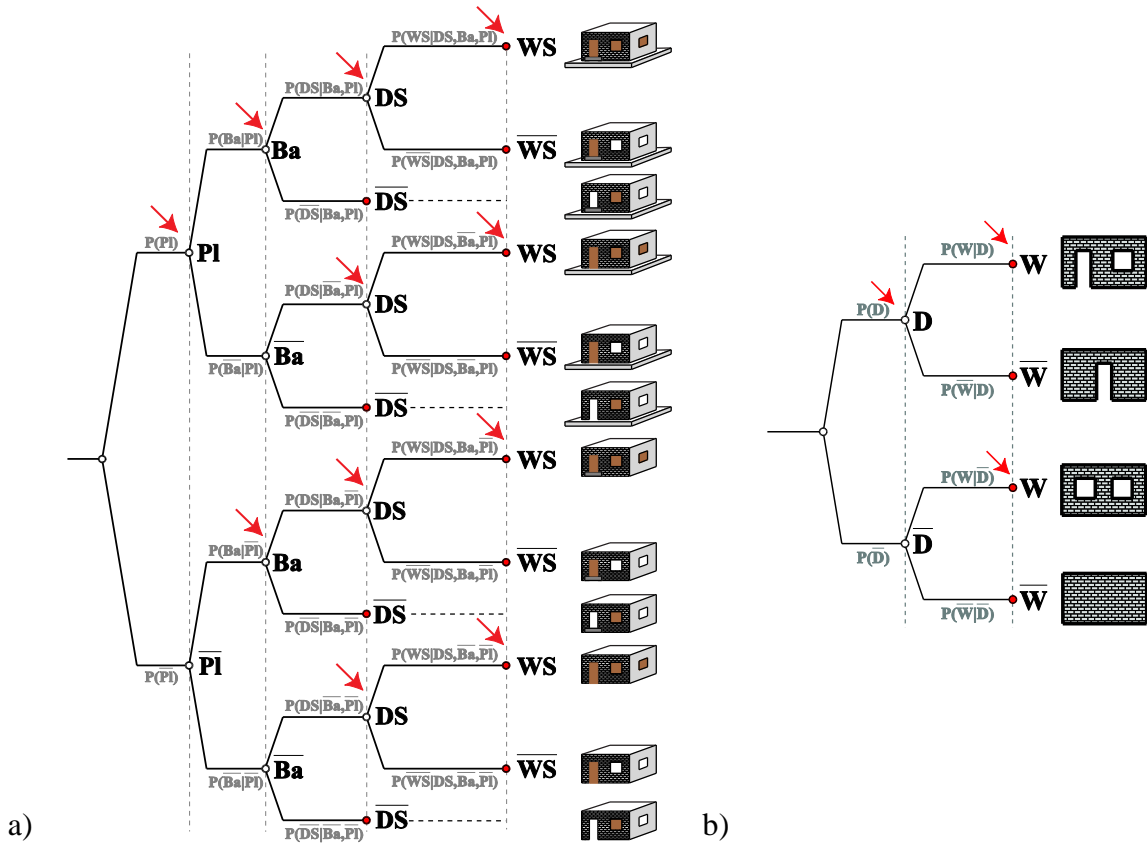 P(WS|DS,Ba,Pl)
WS
P(DS|Ba,Pl)
DS
P(Ba|Pl)
Ba
P(W̅S̅|DS,Ba,Pl)
W̅S̅
P(D̅S̅|Ba,Pl)
D̅S̅
P(Pl)
Pl
P(WS|DS,B̅a̅,Pl)
WS
P(DS|B̅a̅,Pl)
DS
P(B̅a̅|Pl)
B̅a̅
P(W̅S̅|DS,B̅a̅,Pl)
W̅S̅
P(D̅S̅|B̅a̅,Pl)
D̅S̅
P(WS|DS,Ba,P̅l̅)
WS
P(DS|Ba,P̅l̅)
DS
P(Ba|P̅l̅)
Ba
P(W̅S̅|DS,Ba,P̅l̅)
W̅S̅
P(D̅S̅|Ba,P̅l̅)
D̅S̅
P(P̅l̅)
P̅l̅
P(WS|DS,B̅a̅,P̅l̅)
WS
P(DS|B̅a̅,P̅l̅)
DS
P(B̅a̅|P̅l̅)
B̅a̅
P(W̅S̅|DS,B̅a̅,P̅l̅)
W̅S̅
P(D̅S̅|B̅a̅,P̅l̅)
D̅S̅
a)
P(W|D)
W
P(D)
D
P(W̅|D)
W̅
P(W|D̅)
W
P(D̅)
D̅
P(W̅|D̅)
W̅
b)